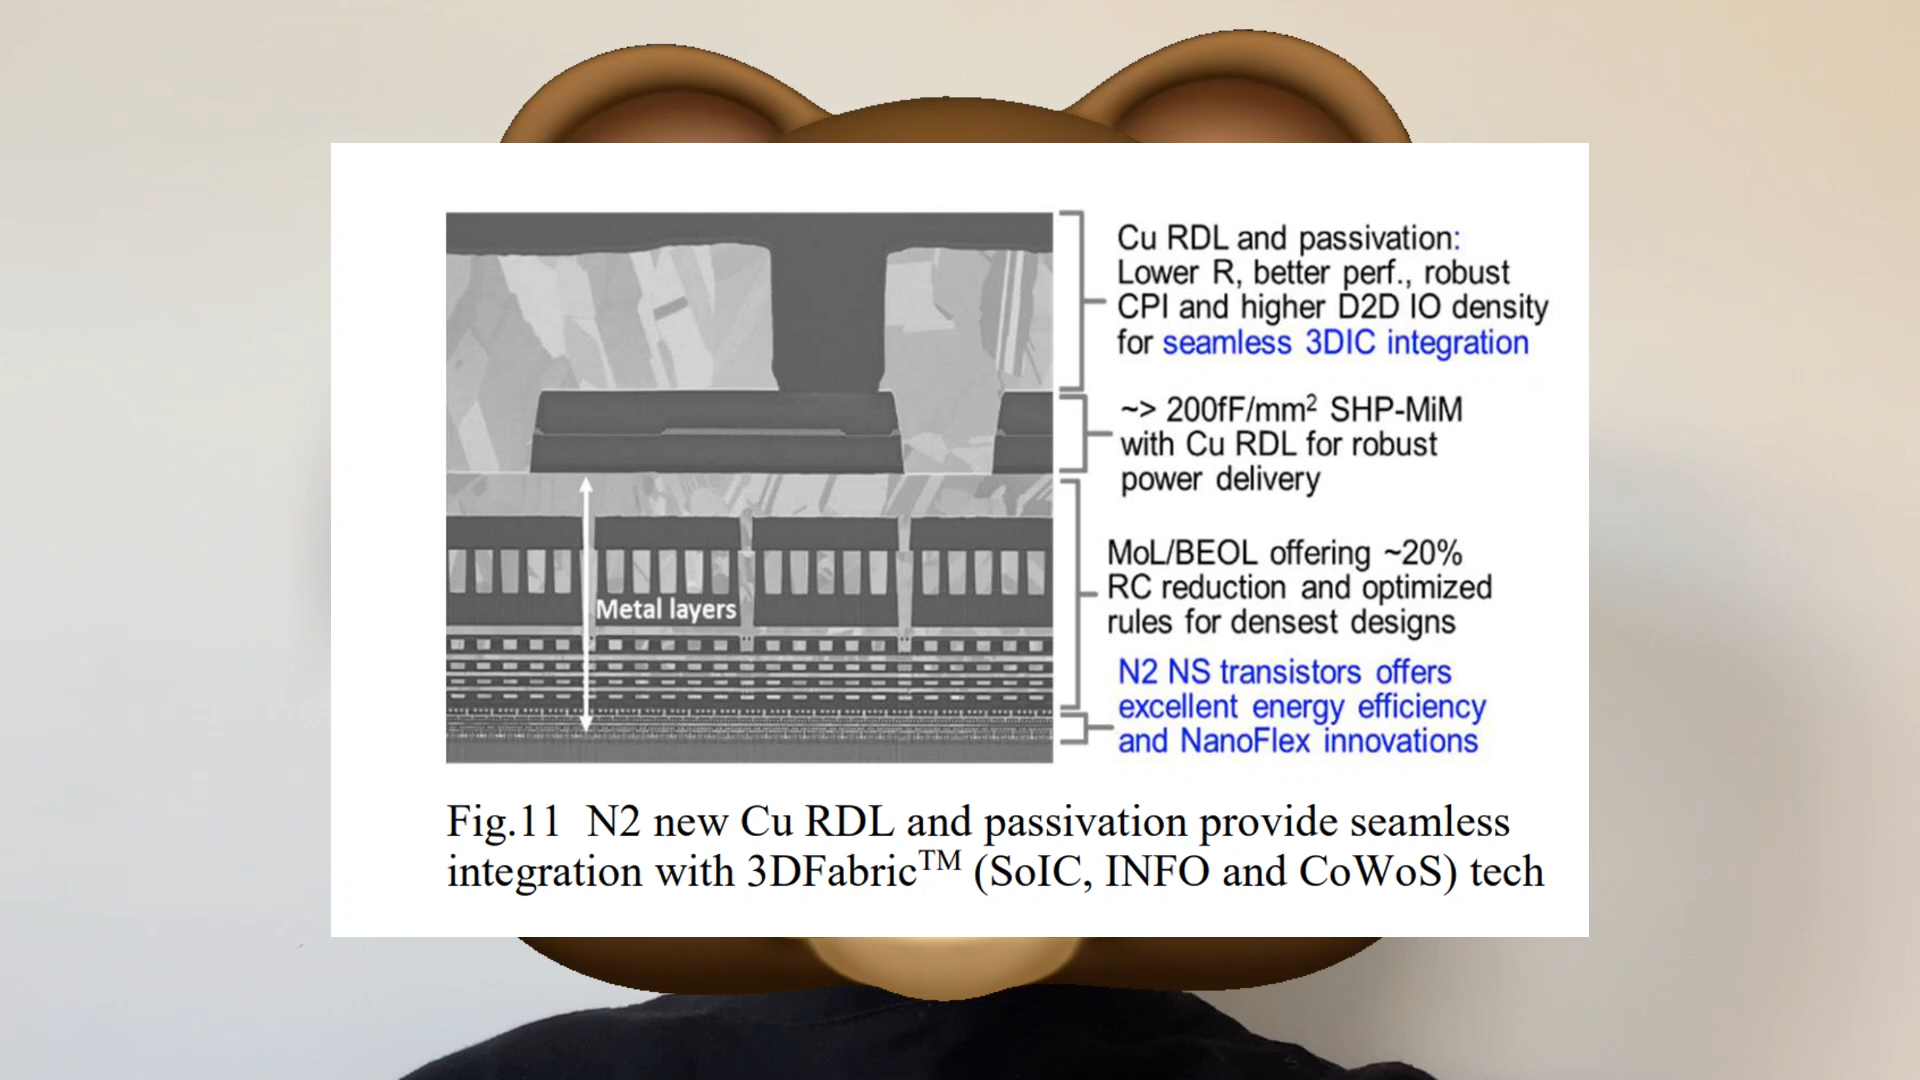 Cu RDL and passivation:
Lower R, better perf., robust
CPI and higher D2D IO density
for seamless 3DIC integration
~> 200fF/mm² SHP-MiM
with Cu RDL for robust
power delivery
Metal layers
MoL/BEOL offering ~20%
RC reduction and optimized
rules for densest designs
N2 NS transistors offers
excellent energy efficiency
and NanoFlex innovations
Fig.11 N2 new Cu RDL and passivation provide seamless
integration with 3DFabric™ (SoIC, INFO and CoWoS) tech